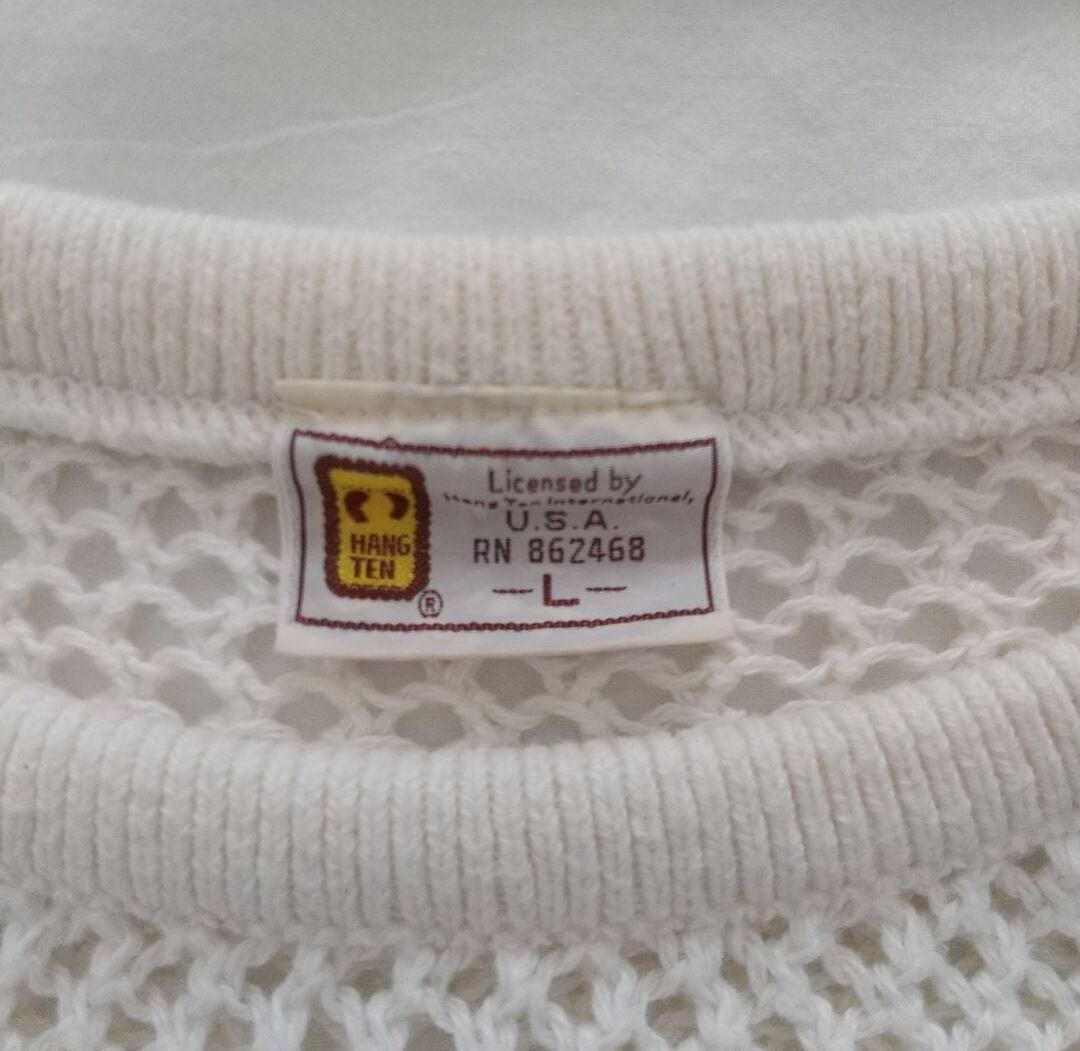 HANG
TEN
®
Licensed by
Hang Ten International,
U.S.A.
RN 862468
— L —